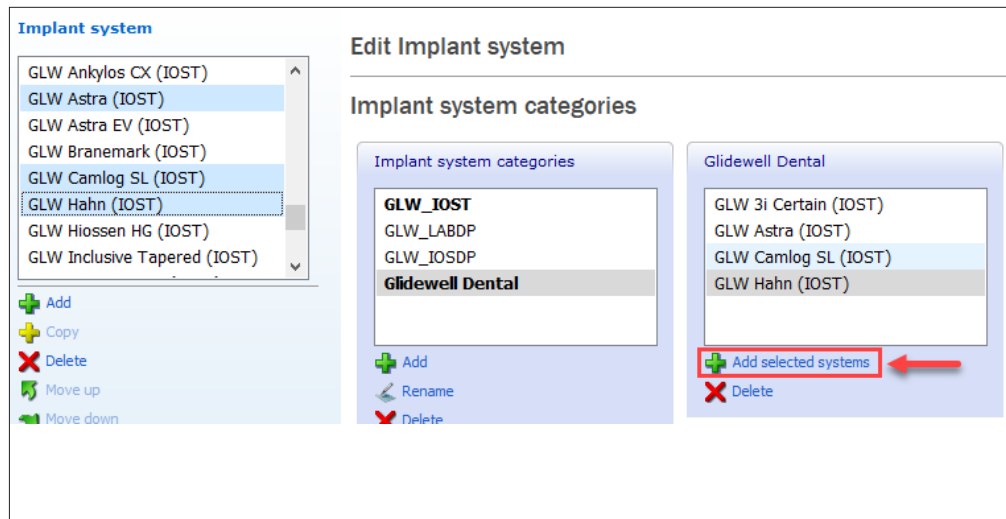 Implant system
GLW Ankylos CX (IOST)
GLW Astra (IOST)
GLW Astra EV (IOST)
GLW Branemark (IOST)
GLW Camlog SL (IOST)
GLW Hahn (IOST)
GLW Hiossen HG (IOST)
GLW Inclusive Tapered (IOST)
Add
Copy
Delete
Move up
Move down
Edit Implant system
Implant system categories
Implant system categories
GLW_IOST
GLW_LABDP
GLW_IOSDP
Glidewell Dental
Add
Rename
Delete
Glidewell Dental
GLW 3i Certain (IOST)
GLW Astra (IOST)
GLW Camlog SL (IOST)
GLW Hahn (IOST)
Add selected systems
Delete